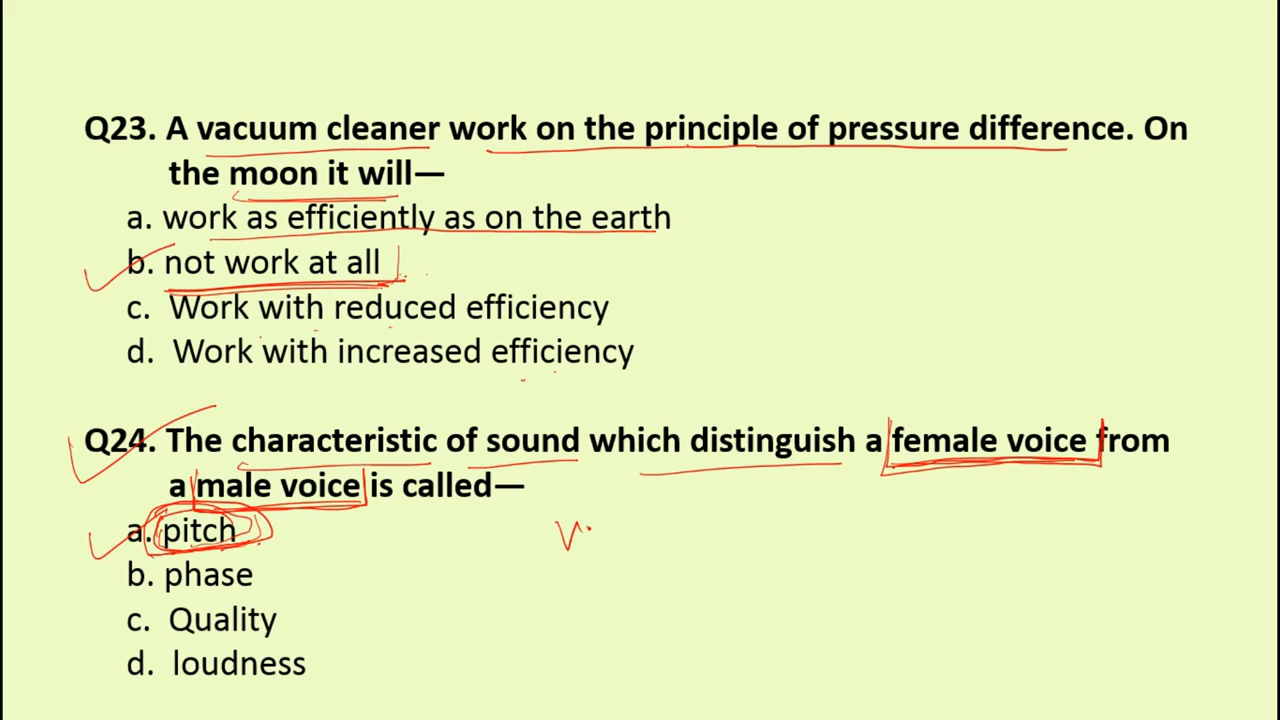 Q23. A vacuum cleaner work on the principle of pressure difference. On
the moon it will—
a. work as efficiently as on the earth
b. not work at all
c. Work with reduced efficiency
d. Work with increased efficiency
Q24. The characteristic of sound which distinguish a female voice from
a male voice is called—
a. pitch
b. phase
c. Quality
d. loudness